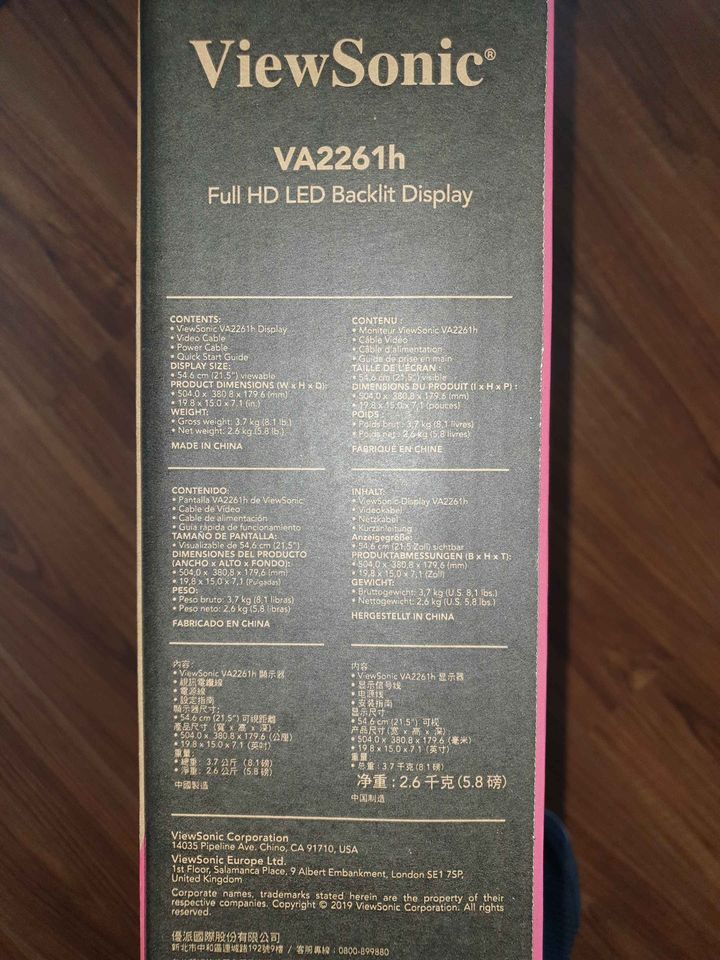 ViewSonic®
VA2261h
Full HD LED Backlit Display
CONTENTS:
• ViewSonic VA2261h Display
• Video Cable
• Power Cable
• Quick Start Guide
DISPLAY SIZE:
• 54.6 cm (21.5") viewable
PRODUCT DIMENSIONS (W x H x D):
• 504.0 x 380.8 x 179.6 (mm)
• 19.8 x 15.0 x 7.1 (in.)
WEIGHT:
• Gross weight: 3.7 kg (8.1 lb.)
• Net weight: 2.6 kg (5.8 lb.)
MADE IN CHINA
CONTENU :
• Moniteur ViewSonic VA2261h
• Câble Vidéo
• Câble d'alimentation
• Guide de prise en main
TAILLE DE L'ÉCRAN :
• 54,6 cm (21,5") visible
DIMENSIONS DU PRODUIT (l x H x P) :
• 504,0 x 380,8 x 179,6 (mm)
• 19,8 x 15,0 x 7,1 (pouces)
POIDS :
• Poids brut : 3,7 kg (8,1 livres)
• Poids net : 2,6 kg (5,8 livres)
FABRIQUÉ EN CHINE
CONTENIDO:
• Pantalla VA2261h de ViewSonic
• Cable de Vídeo
• Cable de alimentación
• Guía rápida de funcionamiento
TAMAÑO DE PANTALLA:
• Visualizable de 54,6 cm (21,5")
DIMENSIONES DEL PRODUCTO
(ANCHO x ALTO x FONDO):
• 504,0 x 380,8 x 179,6 (mm)
• 19,8 x 15,0 x 7,1 (Pulgadas)
PESO:
• Peso bruto: 3,7 kg (8,1 libras)
• Peso neto: 2,6 kg (5,8 libras)
FABRICADO EN CHINA
INHALT:
• ViewSonic-Display VA2261h
• Videokabel
• Netzkabel
• Kurzanleitung
Anzeigegröße:
• 54,6 cm (21,5 Zoll) sichtbar
PRODUKTABMESSUNGEN (B x H x T):
• 504,0 x 380,8 x 179,6 (mm)
• 19,8 x 15,0 x 7,1 (Zoll)
GEWICHT:
• Bruttogewicht: 3,7 kg (U.S. 8,1 lbs.)
• Nettogewicht: 2,6 kg (U.S. 5,8 lbs.)
HERGESTELLT IN CHINA
內容:
• ViewSonic VA2261h 顯示器
• 視訊電纜線
• 電源線
• 設定指南
顯示器尺寸:
• 54.6 cm (21.5") 可視距離
產品尺寸 (寬 x 高 x 深)
• 504.0 x 380.8 x 179.6 (公厘)
• 19.8 x 15.0 x 7.1 (英吋)
重量:
• 總重: 3.7 公斤 (8.1磅)
• 淨重: 2.6 公斤 (5.8 磅)
中國製造
内容
• ViewSonic VA2261h 显示器
• 显示信号线
• 电源线
• 安装指南
显示尺寸
• 54.6 cm (21.5") 可视
产品尺寸(宽 x 高 x 深)
• 504.0 x 380.8 x 179.6 (毫米)
• 19.8 x 15.0 x 7.1 (英寸)
重量
• 总重 : 3.7 千克 (8.1 磅)
净重 : 2.6 千克 (5.8 磅)
中国制造
ViewSonic Corporation
14035 Pipeline Ave. Chino, CA 91710, USA
ViewSonic Europe Ltd.
1st Floor, Salamanca Place, 9 Albert Embankment, London SE1 7SP,
United Kingdom
Corporate names, trademarks stated herein are the property of their
respective companies. Copyright © 2019 ViewSonic Corporation. All rights
reserved.
優派國際股份有限公司
新北市中和區連城路192號9樓 / 客服專線 : 0800-899880